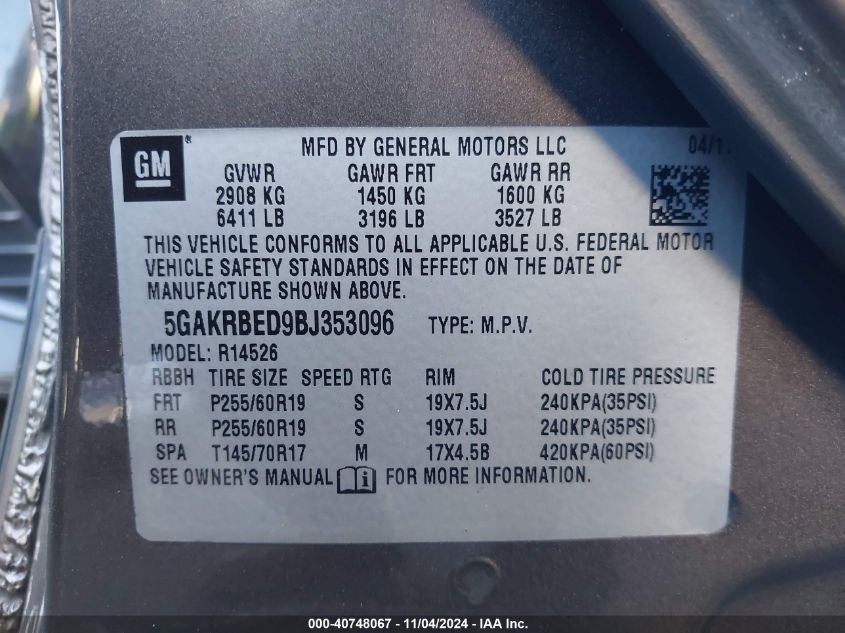 GM®
MFD BY GENERAL MOTORS LLC
04/1
GVWR GAWR FRT GAWR RR
2908 KG 1450 KG 1600 KG
6411 LB 3196 LB 3527 LB
THIS VEHICLE CONFORMS TO ALL APPLICABLE U.S. FEDERAL MOTOR
VEHICLE SAFETY STANDARDS IN EFFECT ON THE DATE OF
MANUFACTURE SHOWN ABOVE.
5GAKRBED9BJ353096 TYPE: M.P.V.
MODEL: R14526
RBBH TIRE SIZE SPEED RTG RIM COLD TIRE PRESSURE
FRT P255/60R19 S 19X7.5J 240KPA(35PSI)
RR P255/60R19 S 19X7.5J 240KPA(35PSI)
SPA T145/70R17 M 17X4.5B 420KPA(60PSI)
SEE OWNER'S MANUAL FOR MORE INFORMATION.
000-40748067 - 11/04/2024 - IAA Inc.